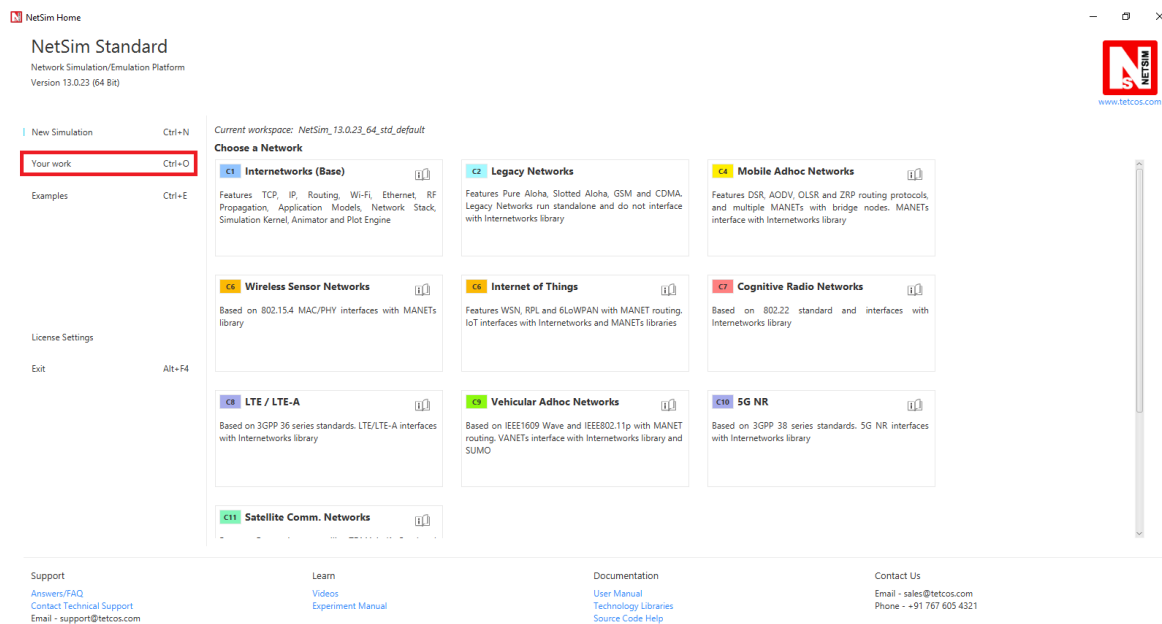 NetSim Home
NetSim Standard
Network Simulation/Emulation Platform
Version 13.0.23 (64 Bit)
NETSIM
www.tetcos.com
New Simulation Ctrl+N
Your work Ctrl+O
Examples Ctrl+E
License Settings
Exit Alt+F4
Current workspace: NetSim_13.0.23_64_std_default
Choose a Network
C1 Internetworks (Base)
Features TCP, IP, Routing, Wi-Fi, Ethernet, RF
Propagation, Application Models, Network Stack,
Simulation Kernel, Animator and Plot Engine
C2 Legacy Networks
Features Pure Aloha, Slotted Aloha, GSM and CDMA.
Legacy Networks run standalone and do not interface
with Internetworks library
C4 Mobile Adhoc Networks
Features DSR, AODV, OLSR and ZRP routing protocols,
and multiple MANETs with bridge nodes. MANETs
interface with Internetworks library
C6 Wireless Sensor Networks
Based on 802.15.4 MAC/PHY interfaces with MANETs
library
C6 Internet of Things
Features WSN, RPL and 6LoWPAN with MANET routing.
IoT interfaces with Internetworks and MANETs libraries
C7 Cognitive Radio Networks
Based on 802.22 standard and interfaces with
Internetworks library
C8 LTE / LTE-A
Based on 3GPP 36 series standards. LTE/LTE-A interfaces
with Internetworks library
C9 Vehicular Adhoc Networks
Based on IEEE1609 Wave and IEEE802.11p with MANET
routing. VANETs interface with Internetworks library and
SUMO
C10 5G NR
Based on 3GPP 38 series standards. 5G NR interfaces
with Internetworks library
C11 Satellite Comm. Networks
Support
Answers/FAQ
Contact Technical Support
Email - support@tetcos.com
Learn
Videos
Experiment Manual
Documentation
User Manual
Technology Libraries
Source Code Help
Contact Us
Email - sales@tetcos.com
Phone - +91 767 605 4321